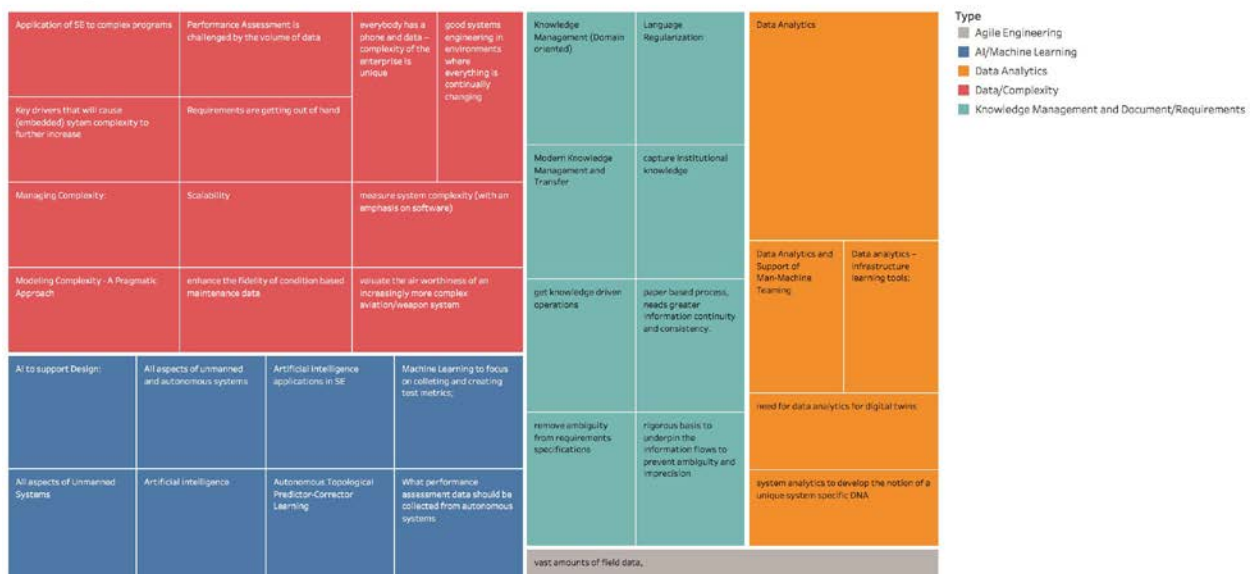 Application of SE to complex programs
Performance Assessment is
challenged by the volume of data
everybody has a
phone and data –
complexity of the
enterprise is
unique
good systems
engineering in
environments
where
everything is
continually
changing
Key drivers that will cause
(embedded) sytem complexity to
further increase
Requirements are getting out of hand
Managing Complexity:
Scalability
measure system complexity (with an
emphasis on software)
Modeling Complexity - A Pragmatic
Approach
enhance the fidelity of condition based
maintenance data
valuate the air worthiness of an
increasingly more complex
aviation/weapon system
AI to support Design:
All aspects of unmanned
and autonomous systems
Artificial intelligence
applications in SE
Machine Learning to focus
on colleting and creating
test metrics;
All aspects of Unmanned
Systems
Artificial intelligence
Autonomous Topological
Predictor-Corrector
Learning
What performance
assessment data should be
collected from autonomous
systems
Knowledge
Management (Domain
oriented)
Language
Regularization
Modern Knowledge
Management and
Transfer
capture institutional
knowledge
get knowledge driven
operations
paper based process,
needs greater
information continuity
and consistency.
remove ambiguity
from requirements
specifications
rigorous basis to
underpin the
information flows to
prevent ambiguity and
imprecision
vast amounts of field data,
Data Analytics
Data Analytics and
Support of
Man-Machine
Teaming
Data analytics –
infrastructure
learning tools;
need for data analytics for digital twins
system analytics to develop the notion of a
unique system specific DNA
Type
Agile Engineering
AI/Machine Learning
Data Analytics
Data/Complexity
Knowledge Management and Document/Requirements